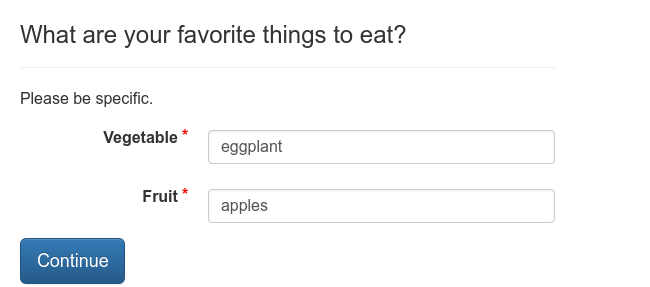 What are your favorite things to eat?
Please be specific.
Vegetable *
eggplant
Fruit *
apples
Continue